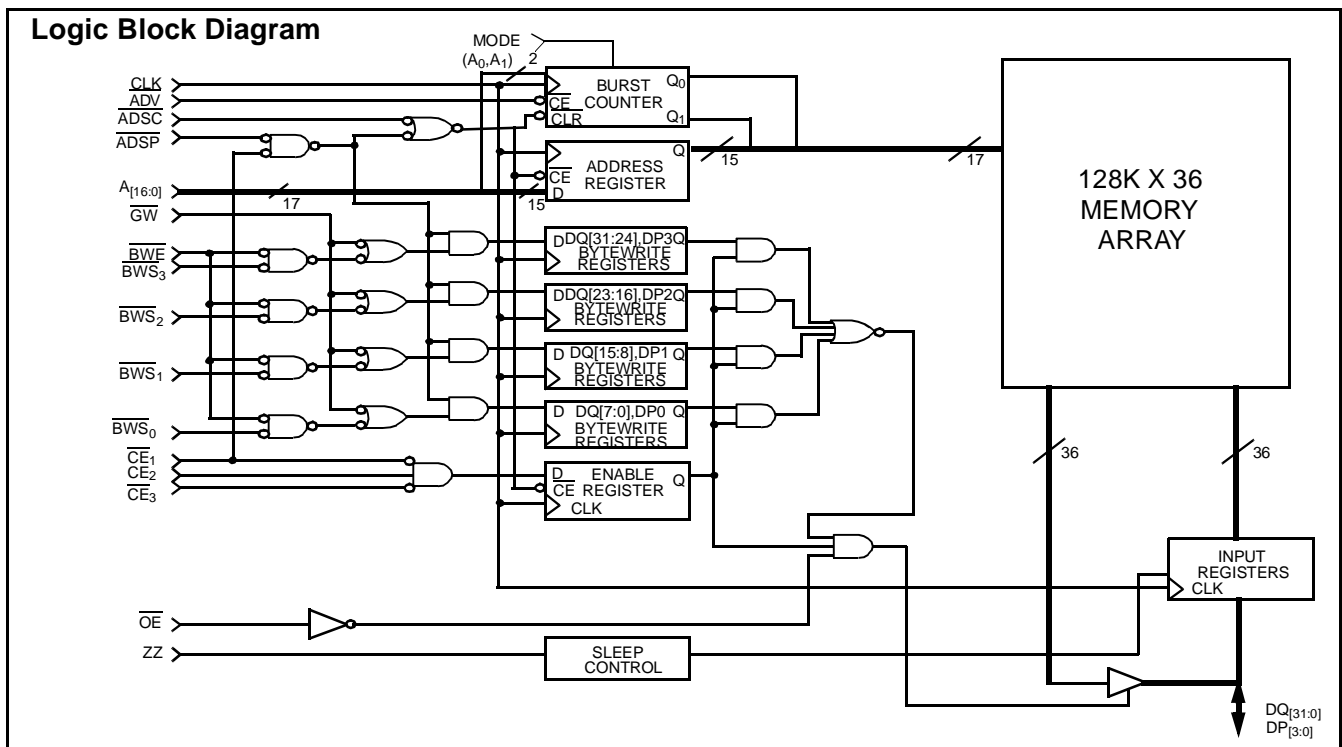 Logic Block Diagram
MODE
(A0,A1)
2
CLK
ADV
ADSC
ADSP
A[16:0]
17
GW
BWE
BWS3
BWS2
BWS1
BWS0
CE1
CE2
CE3
OE
ZZ
BURST
COUNTER
Q0
Q1
CE
CLR
ADDRESS
REGISTER
Q
CE
D
15
15
17
D DQ[31:24],DP3 Q
BYTEWRITE
REGISTERS
D DQ[23:16],DP2 Q
BYTEWRITE
REGISTERS
D DQ[15:8],DP1 Q
BYTEWRITE
REGISTERS
D DQ[7:0],DP0 Q
BYTEWRITE
REGISTERS
D ENABLE Q
CE REGISTER
CLK
SLEEP
CONTROL
128K X 36
MEMORY
ARRAY
36
36
INPUT
REGISTERS
CLK
DQ[31:0]
DP[3:0]